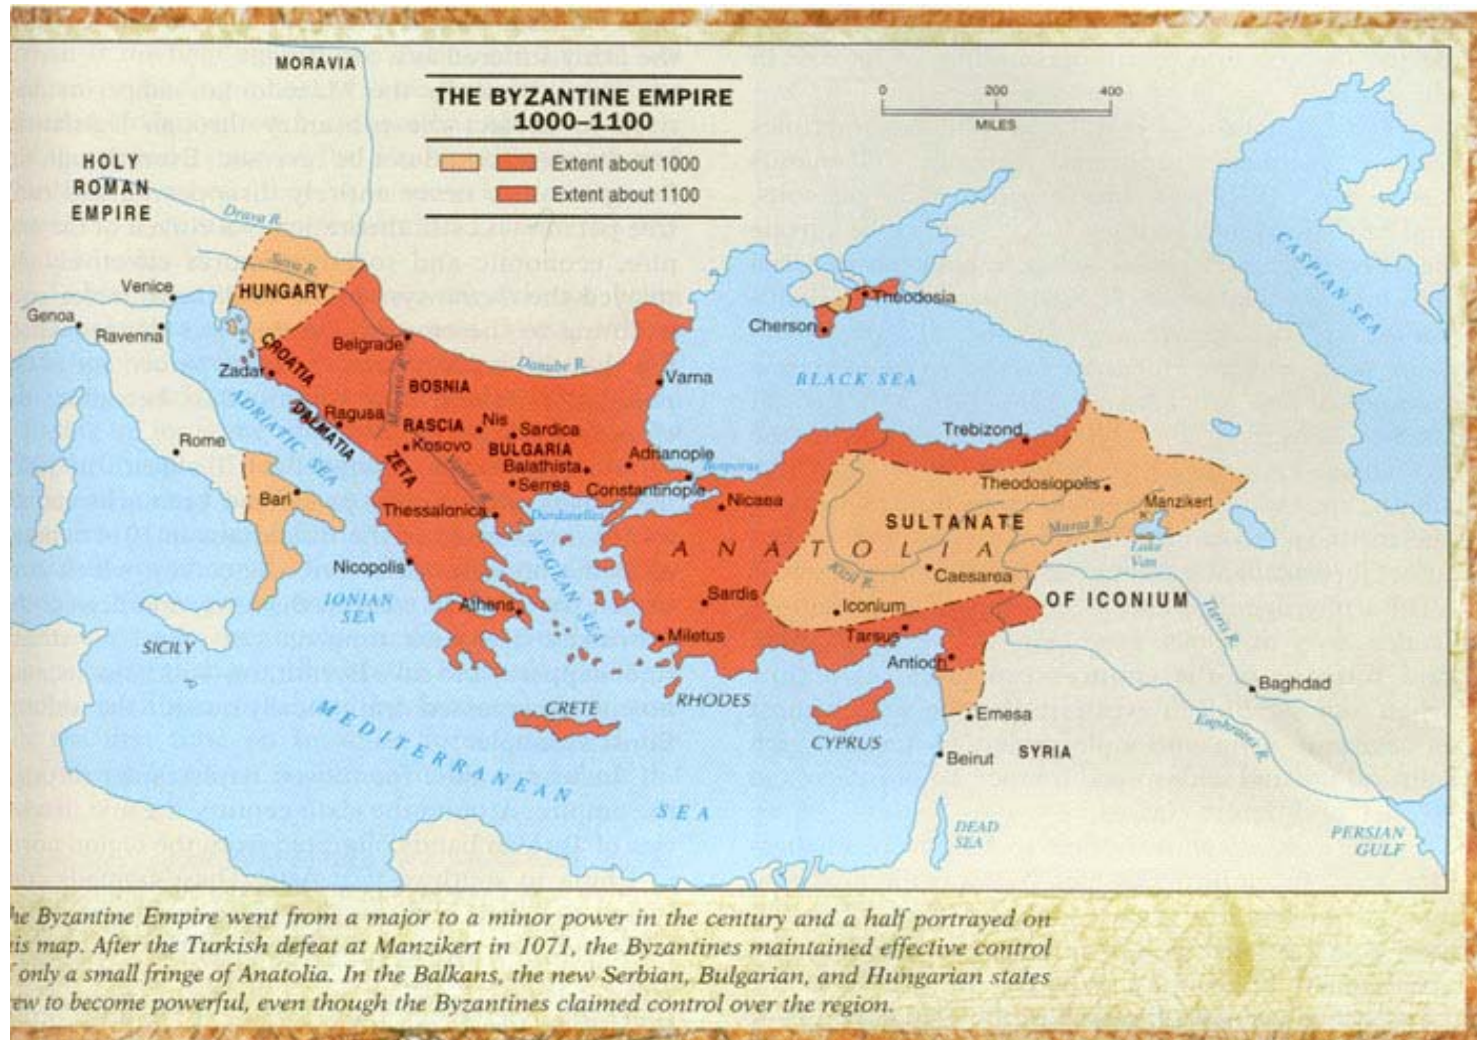 MORAVIA
THE BYZANTINE EMPIRE
1000–1100
Extent about 1000
Extent about 1100
0 200 400
MILES
HOLY
ROMAN
EMPIRE
Drava R.
Sava R.
HUNGARY
Venice
Genoa
Ravenna
CROATIA
Belgrade
Zadar
Morava R.
BOSNIA
Danube R.
Varna
Theodosia
Cherson
BLACK SEA
CASPIAN SEA
ADRIATIC SEA
DALMATIA
Ragusa
RASCIA
Nis
Sardica
Kosovo
BULGARIA
ZETA
Rome
Balathista
Adrianople
Serres
Constantinople
Bosporus
Trebizond
Bari
Vardar R.
Thessalonica
Dardanelles
Nicaea
Theodosiopolis
Manzikert
SULTANATE
Murat R.
Lake
Van
ANATOLIA
Kizil R.
Caesarea
Nicopolis
AEGEAN SEA
IONIAN
SEA
Athens
Sardis
Iconium
OF ICONIUM
Miletus
Tarsus
Tigris R.
SICILY
Antioch
Baghdad
RHODES
CRETE
CYPRUS
Emesa
Euphrates R.
Beirut
SYRIA
MEDITERRANEAN
SEA
DEAD
SEA
PERSIAN
GULF
he Byzantine Empire went from a major to a minor power in the century and a half portrayed on
is map. After the Turkish defeat at Manzikert in 1071, the Byzantines maintained effective control
f only a small fringe of Anatolia. In the Balkans, the new Serbian, Bulgarian, and Hungarian states
ew to become powerful, even though the Byzantines claimed control over the region.